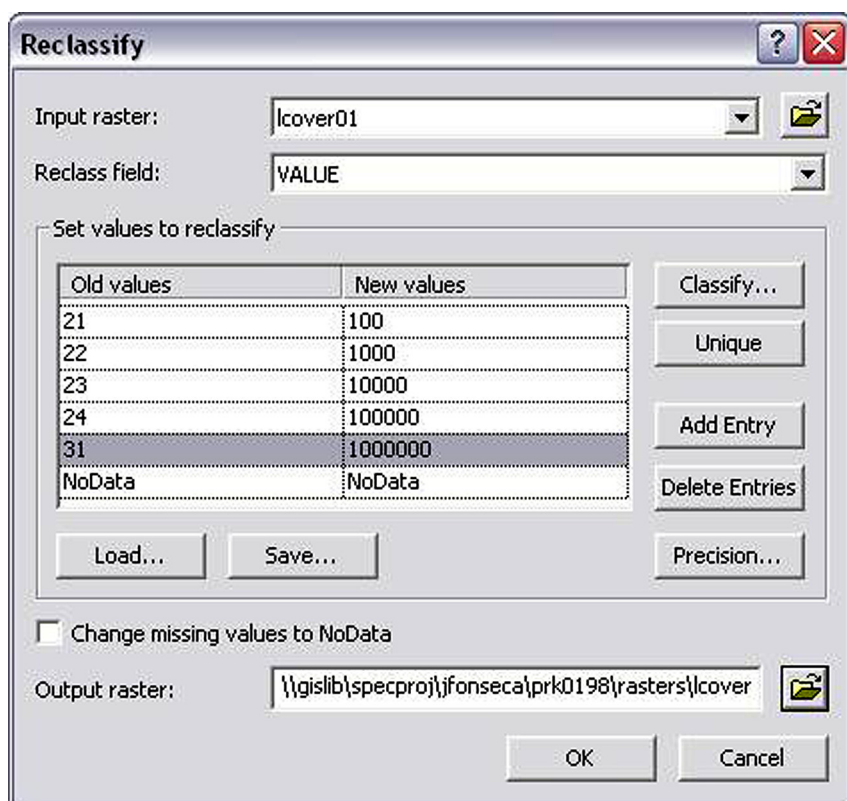 Reclassify
Input raster: lcover01
Reclass field: VALUE
Set values to reclassify
Old values New values Classify...
21 100
22 1000 Unique
23 10000
24 100000 Add Entry
31 1000000
NoData NoData Delete Entries
Load... Save... Precision...
Change missing values to NoData
Output raster: \\gislib\specproj\jfonseca\prk0198\rasters\lcover
OK Cancel